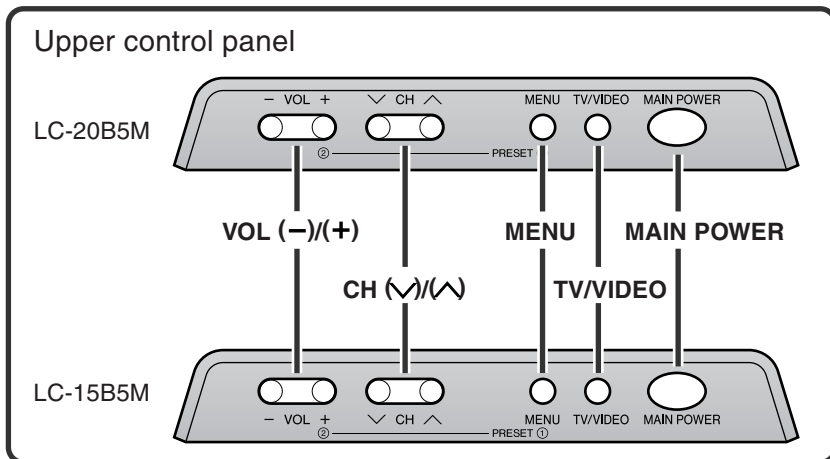 Upper control panel
LC-20B5M
− VOL + ∨ CH ∧ MENU TV/VIDEO MAIN POWER
② PRESET
VOL (−)/(+) MENU MAIN POWER
CH (∨)/(∧) TV/VIDEO
LC-15B5M
− VOL + ∨ CH ∧ MENU TV/VIDEO MAIN POWER
② PRESET ①